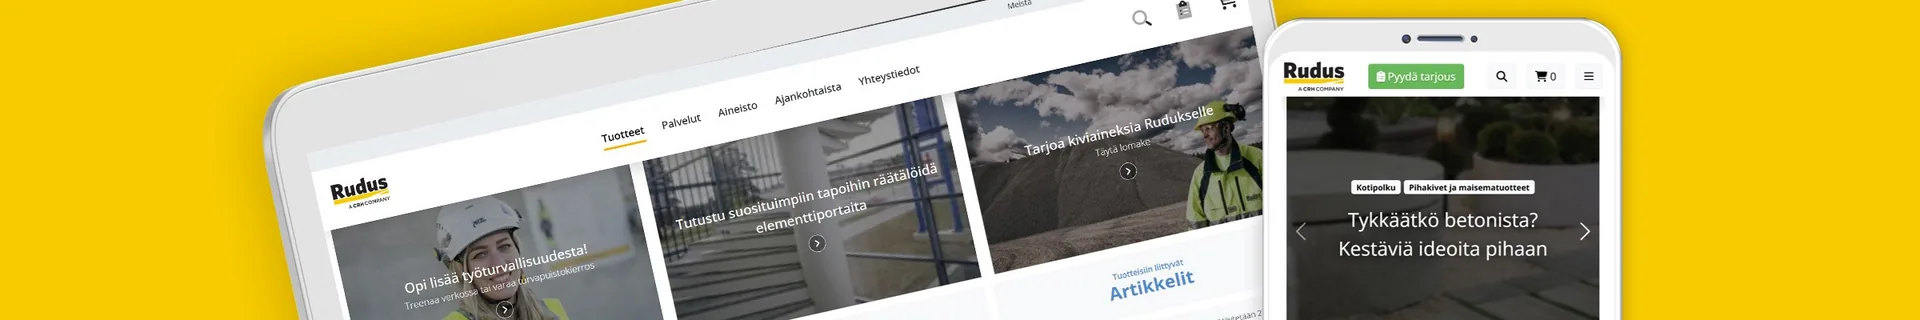 Meistä
Tuotteet
Palvelut
Aineisto
Ajankohtaista
Yhteystiedot
Rudus
A CRH COMPANY
Opi lisää työturvallisuudesta!
Treenaa verkossa tai varaa turvapuistokierros
Tutustu suosituimpiin tapoihin räätälöidä
elementtiportaita
Tarjoa kiviaineksia Rudukselle
Täytä lomake
Tuotteisiin liittyvät
Artikkelit
Rudus
A CRH COMPANY
Pyydä tarjous
0
Kotipolku
Pihakivet ja maisematuotteet
Tykkäätkö betonista?
Kestäviä ideoita pihaan